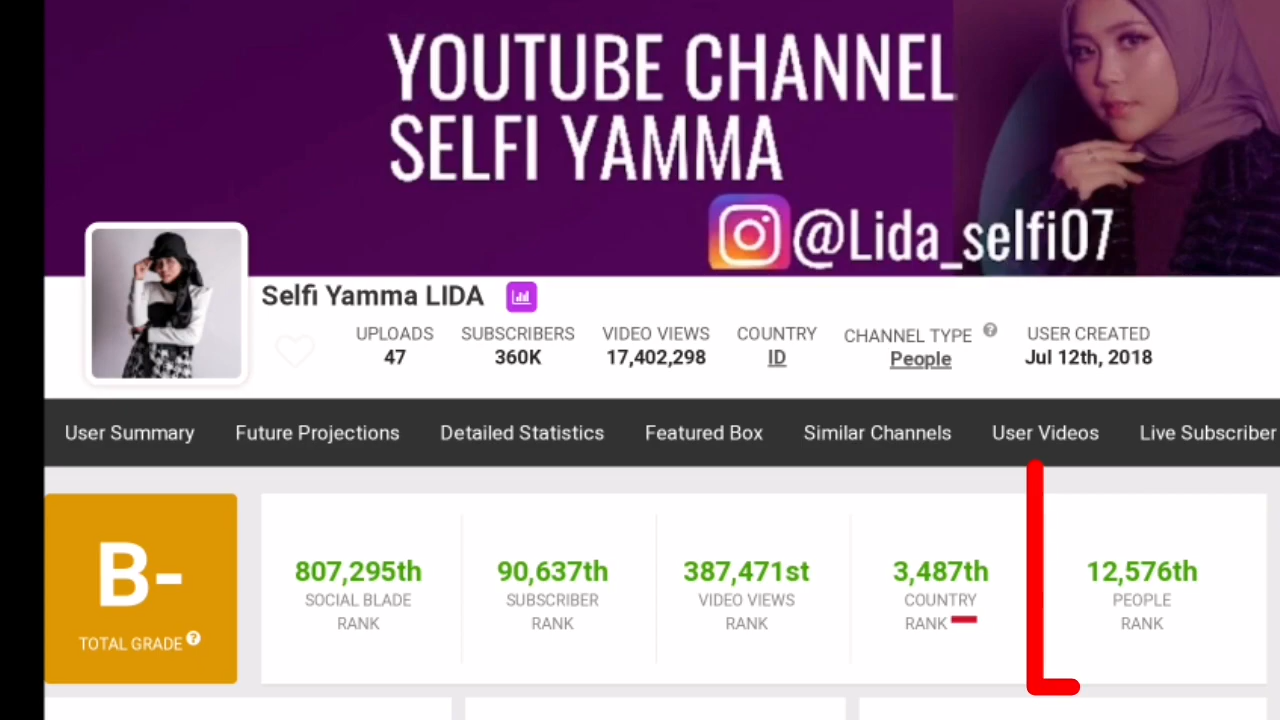 YOUTUBE CHANNEL
SELFI YAMMA
@Lida_selfi07
Selfi Yamma LIDA
UPLOADS SUBSCRIBERS VIDEO VIEWS COUNTRY CHANNEL TYPE ? USER CREATED
47 360K 17,402,298 ID People Jul 12th, 2018
User Summary Future Projections Detailed Statistics Featured Box Similar Channels User Videos Live Subscriber
B-
TOTAL GRADE ?
807,295th 90,637th 387,471st 3,487th 12,576th
SOCIAL BLADE SUBSCRIBER VIDEO VIEWS COUNTRY PEOPLE
RANK RANK RANK RANK RANK